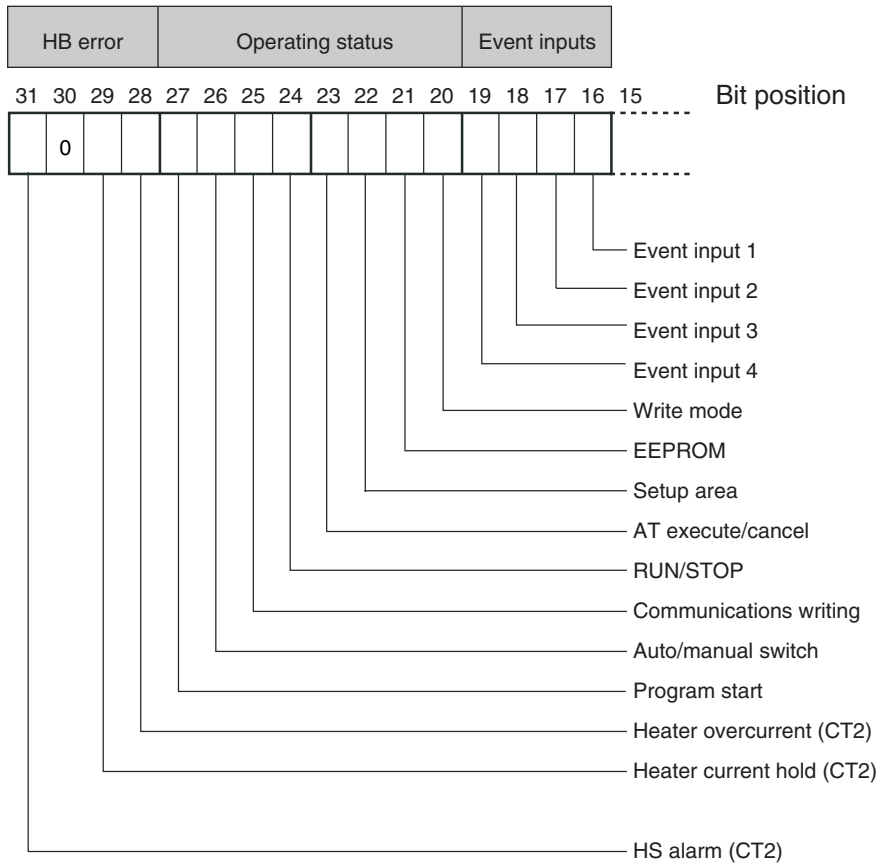 HB error Operating status Event inputs
31 30 29 28 27 26 25 24 23 22 21 20 19 18 17 16 15 Bit position
0
Event input 1
Event input 2
Event input 3
Event input 4
Write mode
EEPROM
Setup area
AT execute/cancel
RUN/STOP
Communications writing
Auto/manual switch
Program start
Heater overcurrent (CT2)
Heater current hold (CT2)
HS alarm (CT2)